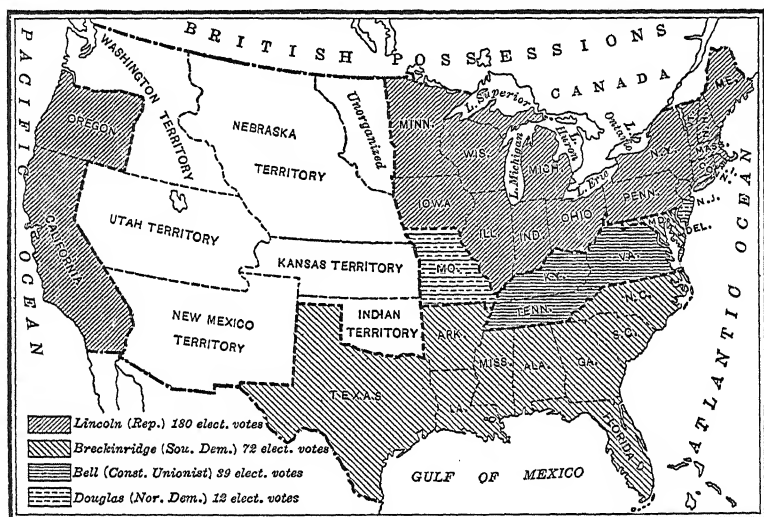 BRITISH POSSESSIONS
CANADA
PACIFIC OCEAN
ATLANTIC OCEAN
WASHINGTON TERRITORY
OREGON
NEBRASKA TERRITORY
Unorganized
MINN.
L. Superior
WIS.
L. Michigan
MICH.
L. Huron
L. Ontario
L. Erie
N.Y.
ME.
MASS.
PENN.
N.J.
DEL.
MD.
IOWA
ILL.
IND.
OHIO
UTAH TERRITORY
CALIFORNIA
KANSAS TERRITORY
MO.
KY.
VA.
NEW MEXICO TERRITORY
INDIAN TERRITORY
ARK.
TENN.
N.C.
S.C.
TEXAS
LA.
MISS.
ALA.
GA.
FLORIDA
GULF OF MEXICO
Lincoln (Rep.) 180 elect. votes
Breckinridge (Sou. Dem.) 72 elect. votes
Bell (Const. Unionist) 39 elect. votes
Douglas (Nor. Dem.) 12 elect. votes